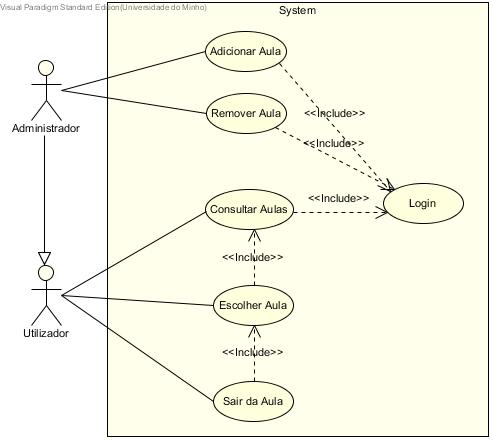 Visual Paradigm Standard Edition(Universidade do Minho)
System
Adicionar Aula
Administrador
Remover Aula
<<Include>>
<<Include>>
Consultar Aulas
<<Include>>
Login
<<Include>>
Escolher Aula
Utilizador
<<Include>>
Sair da Aula